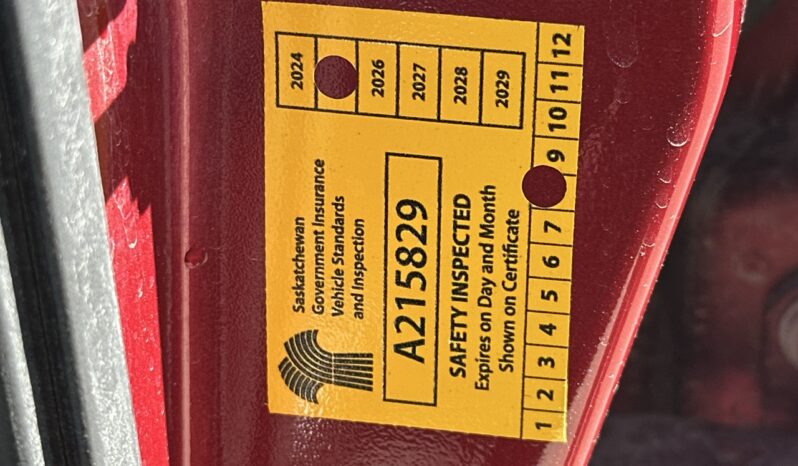 2024 2026 2027 2028 2029
Saskatchewan
Government Insurance
Vehicle Standards
and Inspection
A215829
SAFETY INSPECTED
Expires on Day and Month
Shown on Certificate
1 2 3 4 5 6 7 9 10 11 12